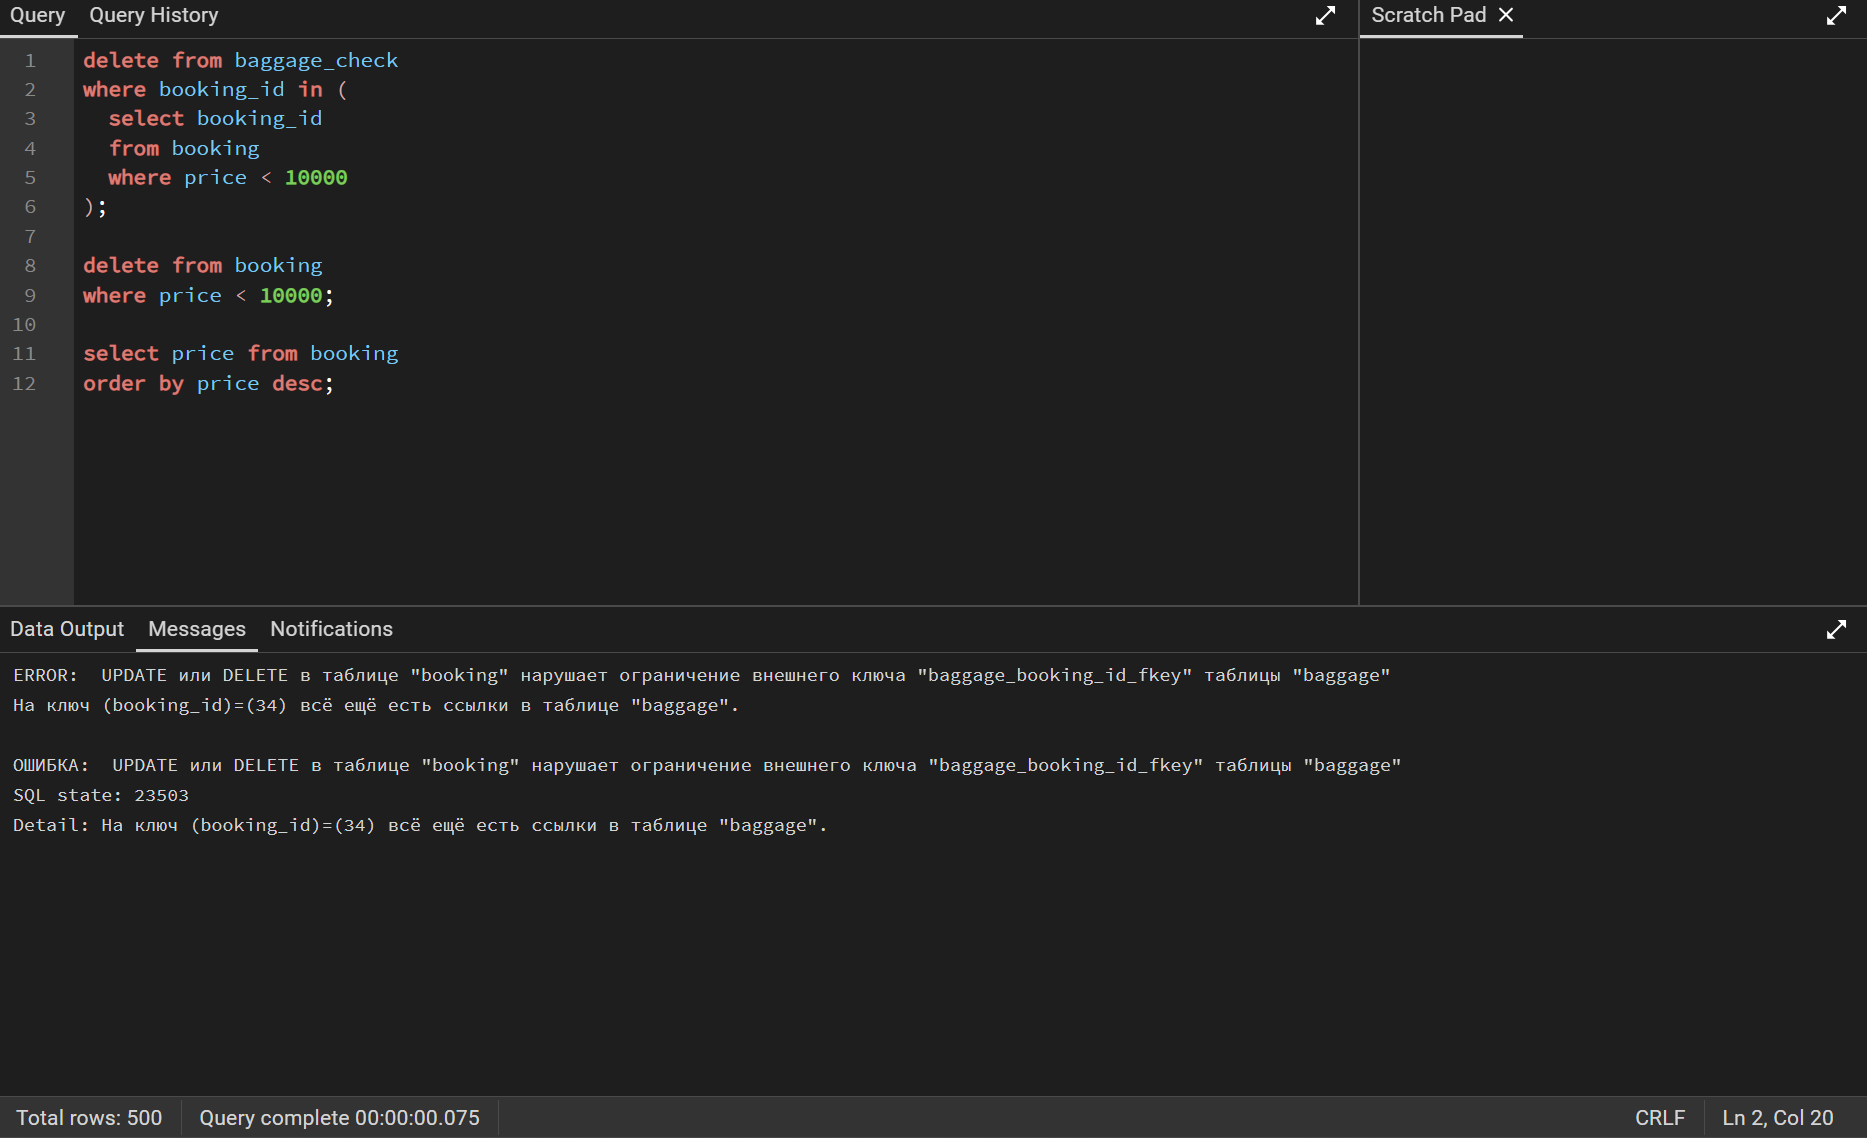 Query Query History
Scratch Pad
1 delete from baggage_check
2 where booking_id in (
3 select booking_id
4 from booking
5 where price < 10000
6 );
7
8 delete from booking
9 where price < 10000;
10
11 select price from booking
12 order by price desc;
Data Output Messages Notifications
ERROR:  UPDATE или DELETE в таблице "booking" нарушает ограничение внешнего ключа "baggage_booking_id_fkey" таблицы "baggage"
На ключ (booking_id)=(34) всё ещё есть ссылки в таблице "baggage".
ОШИБКА:  UPDATE или DELETE в таблице "booking" нарушает ограничение внешнего ключа "baggage_booking_id_fkey" таблицы "baggage"
SQL state: 23503
Detail: На ключ (booking_id)=(34) всё ещё есть ссылки в таблице "baggage".
Total rows: 500 Query complete 00:00:00.075 CRLF Ln 2, Col 20